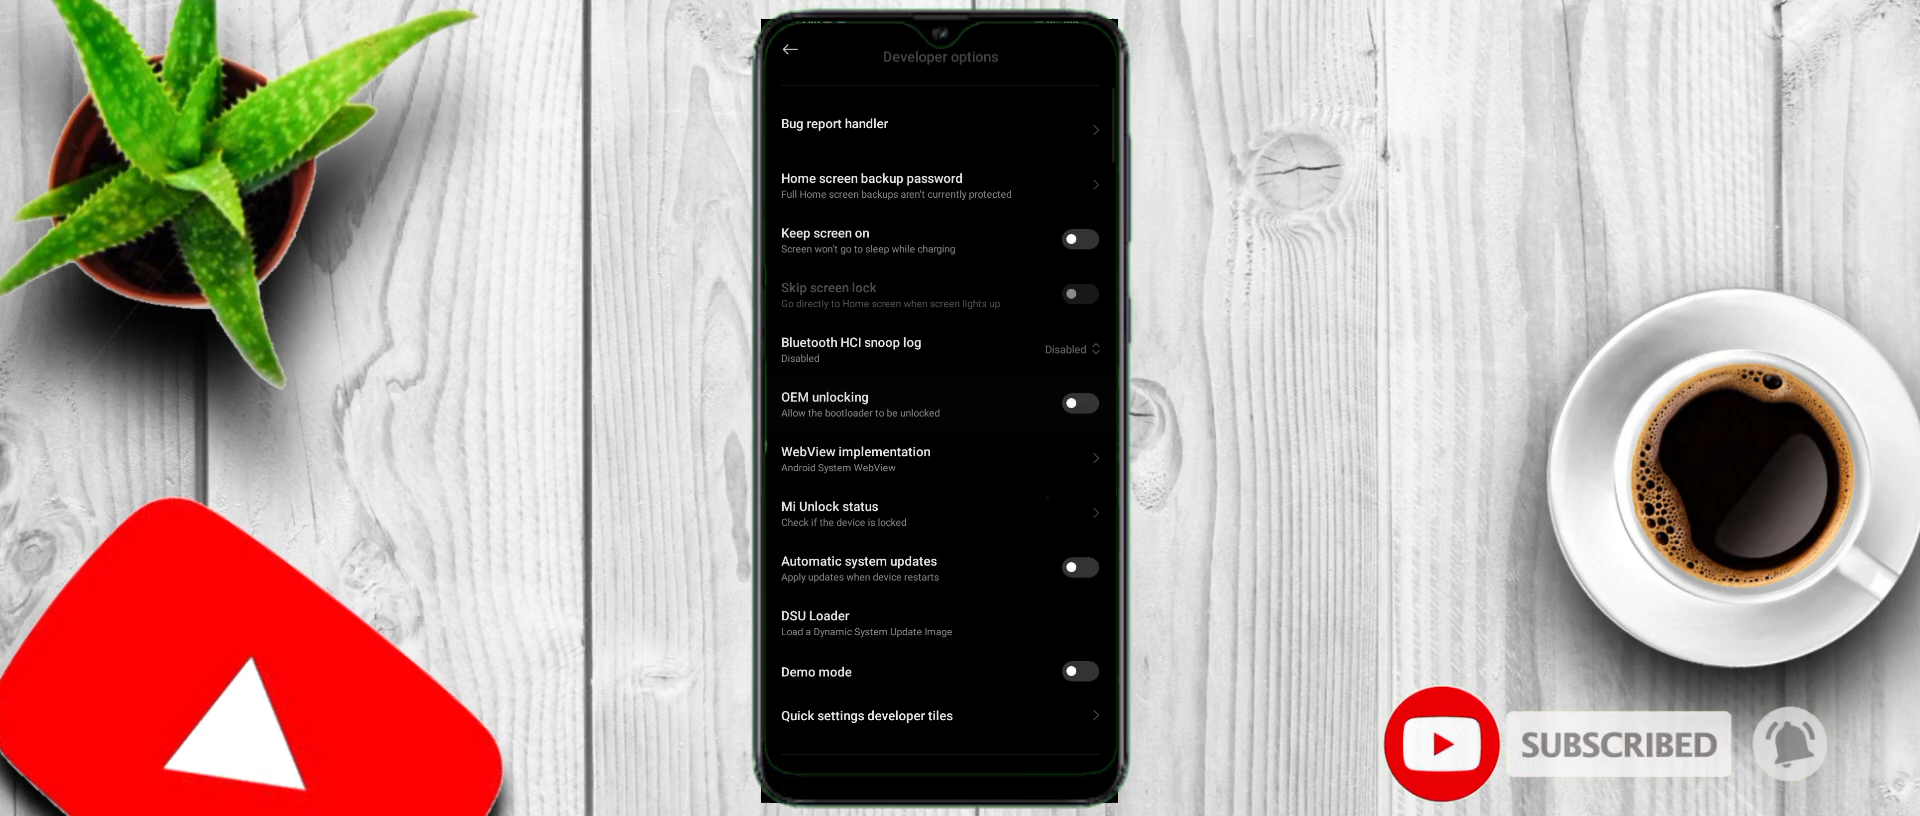 Developer options
Bug report handler
Home screen backup password
Full Home screen backups aren't currently protected
Keep screen on
Screen won't go to sleep while charging
Skip screen lock
Go directly to Home screen when screen lights up
Bluetooth HCI snoop log
Disabled
Disabled
OEM unlocking
Allow the bootloader to be unlocked
WebView implementation
Android System WebView
Mi Unlock status
Check if the device is locked
Automatic system updates
Apply updates when device restarts
DSU Loader
Load a Dynamic System Update Image
Demo mode
Quick settings developer tiles
SUBSCRIBED